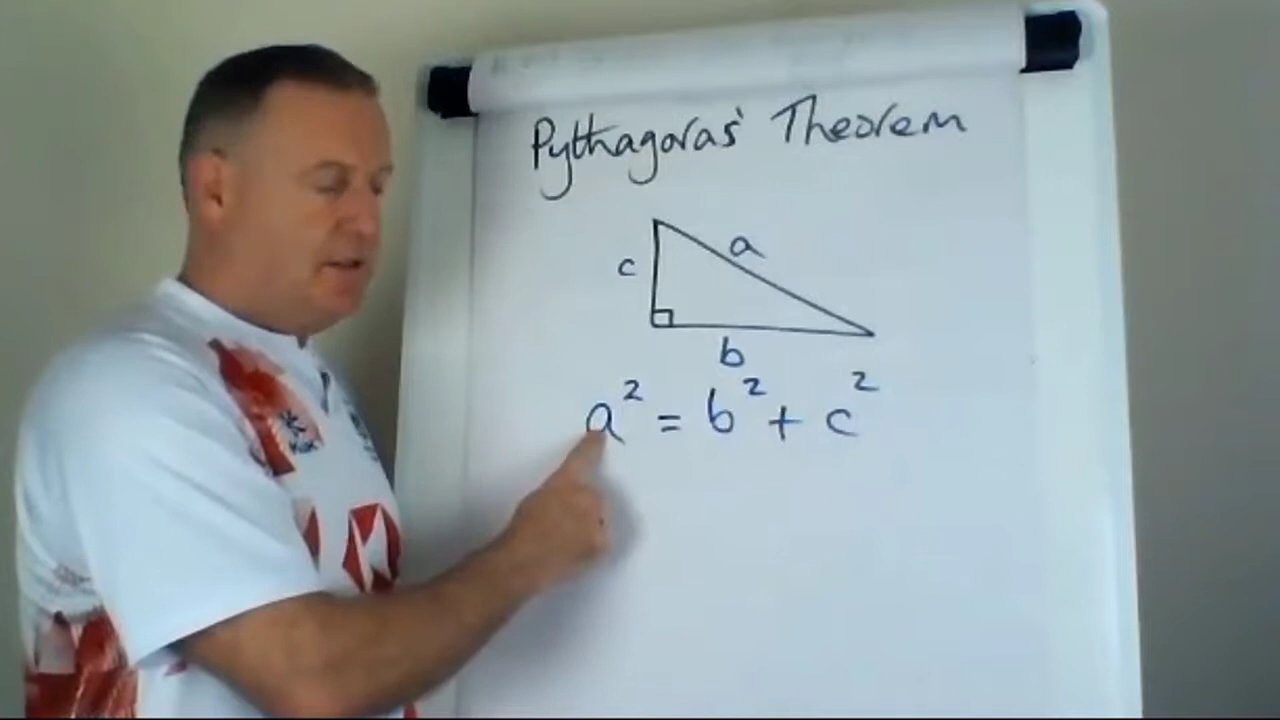 Pythagoras' Theorem
a
c
b
a² = b² + c²